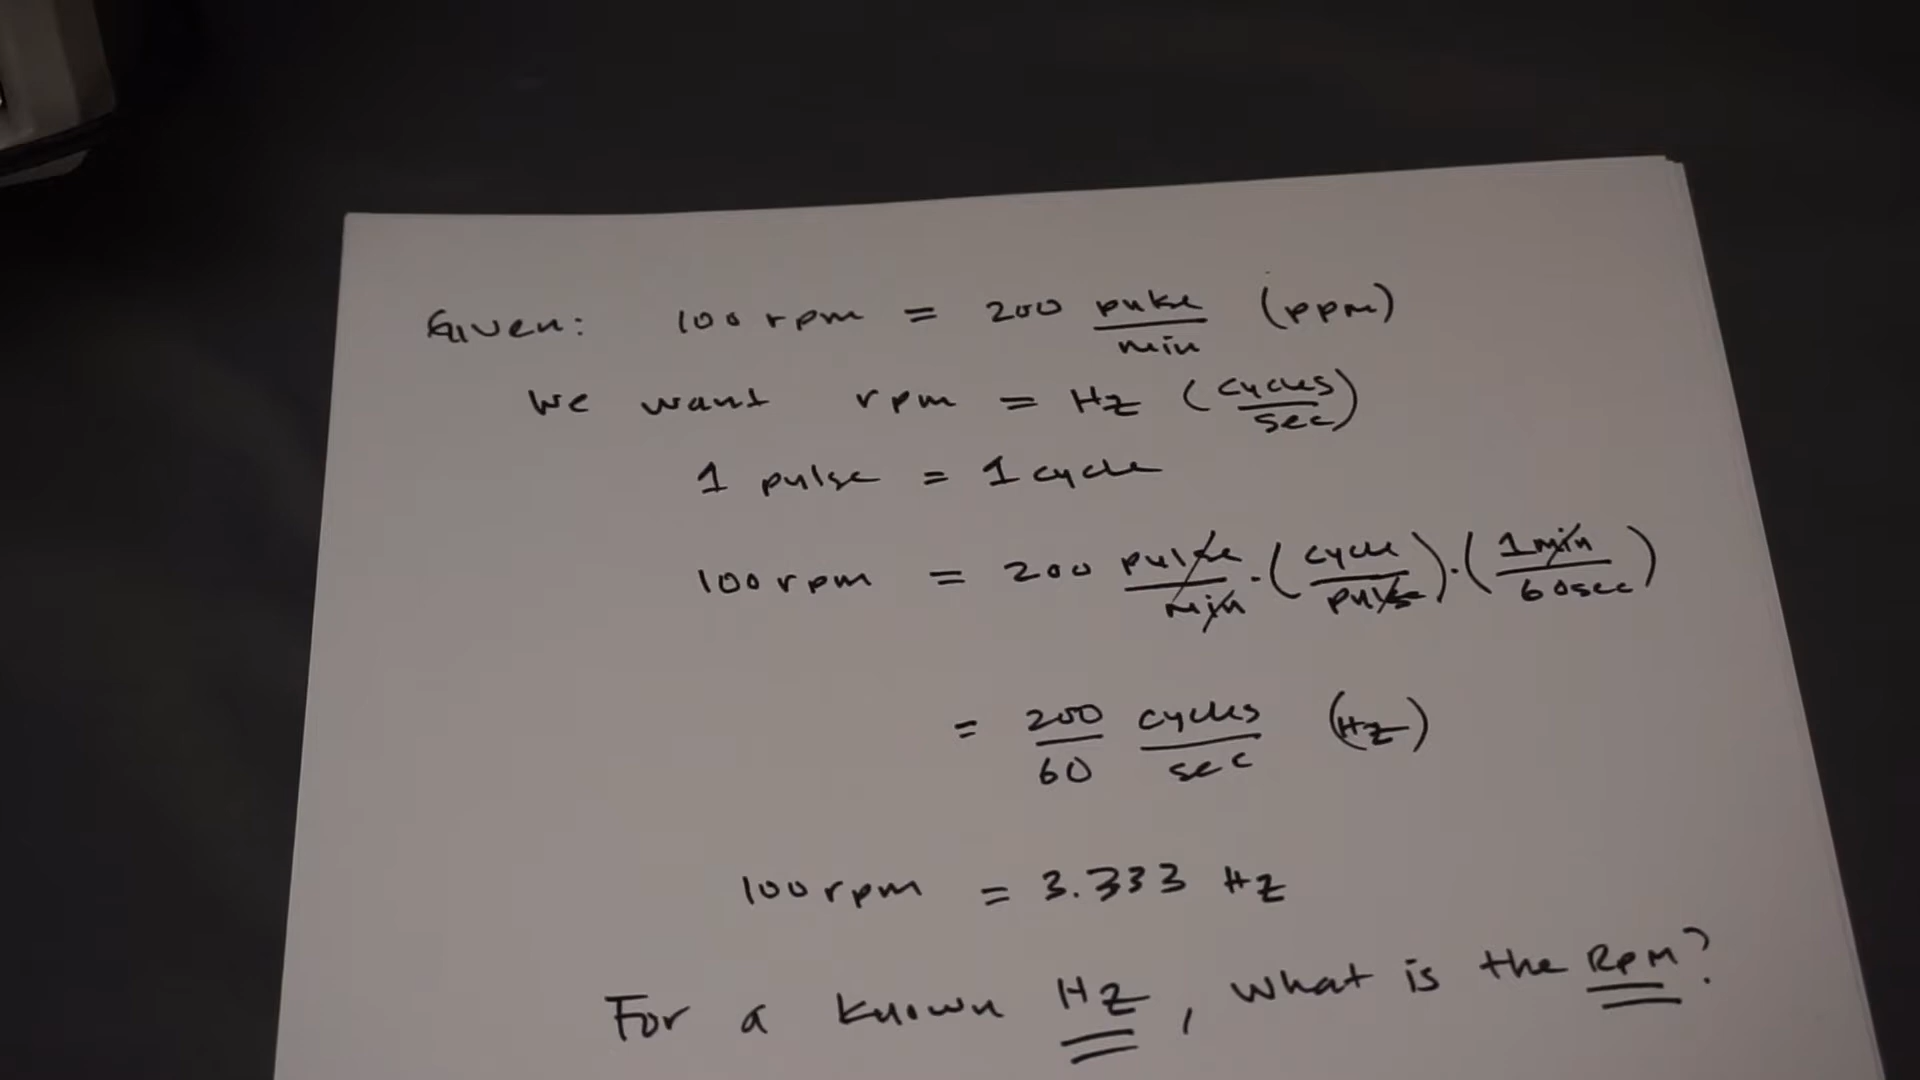 Given: 100 rpm = 200 pulse/min (ppm)
We want rpm = Hz (cycles/sec)
1 pulse = 1 cycle
100 rpm = 200 pulse/min · (cycle/pulse) · (1 min/60 sec)
= 200/60 cycles/sec (Hz)
100 rpm = 3.333 Hz
For a known Hz, what is the RPM?